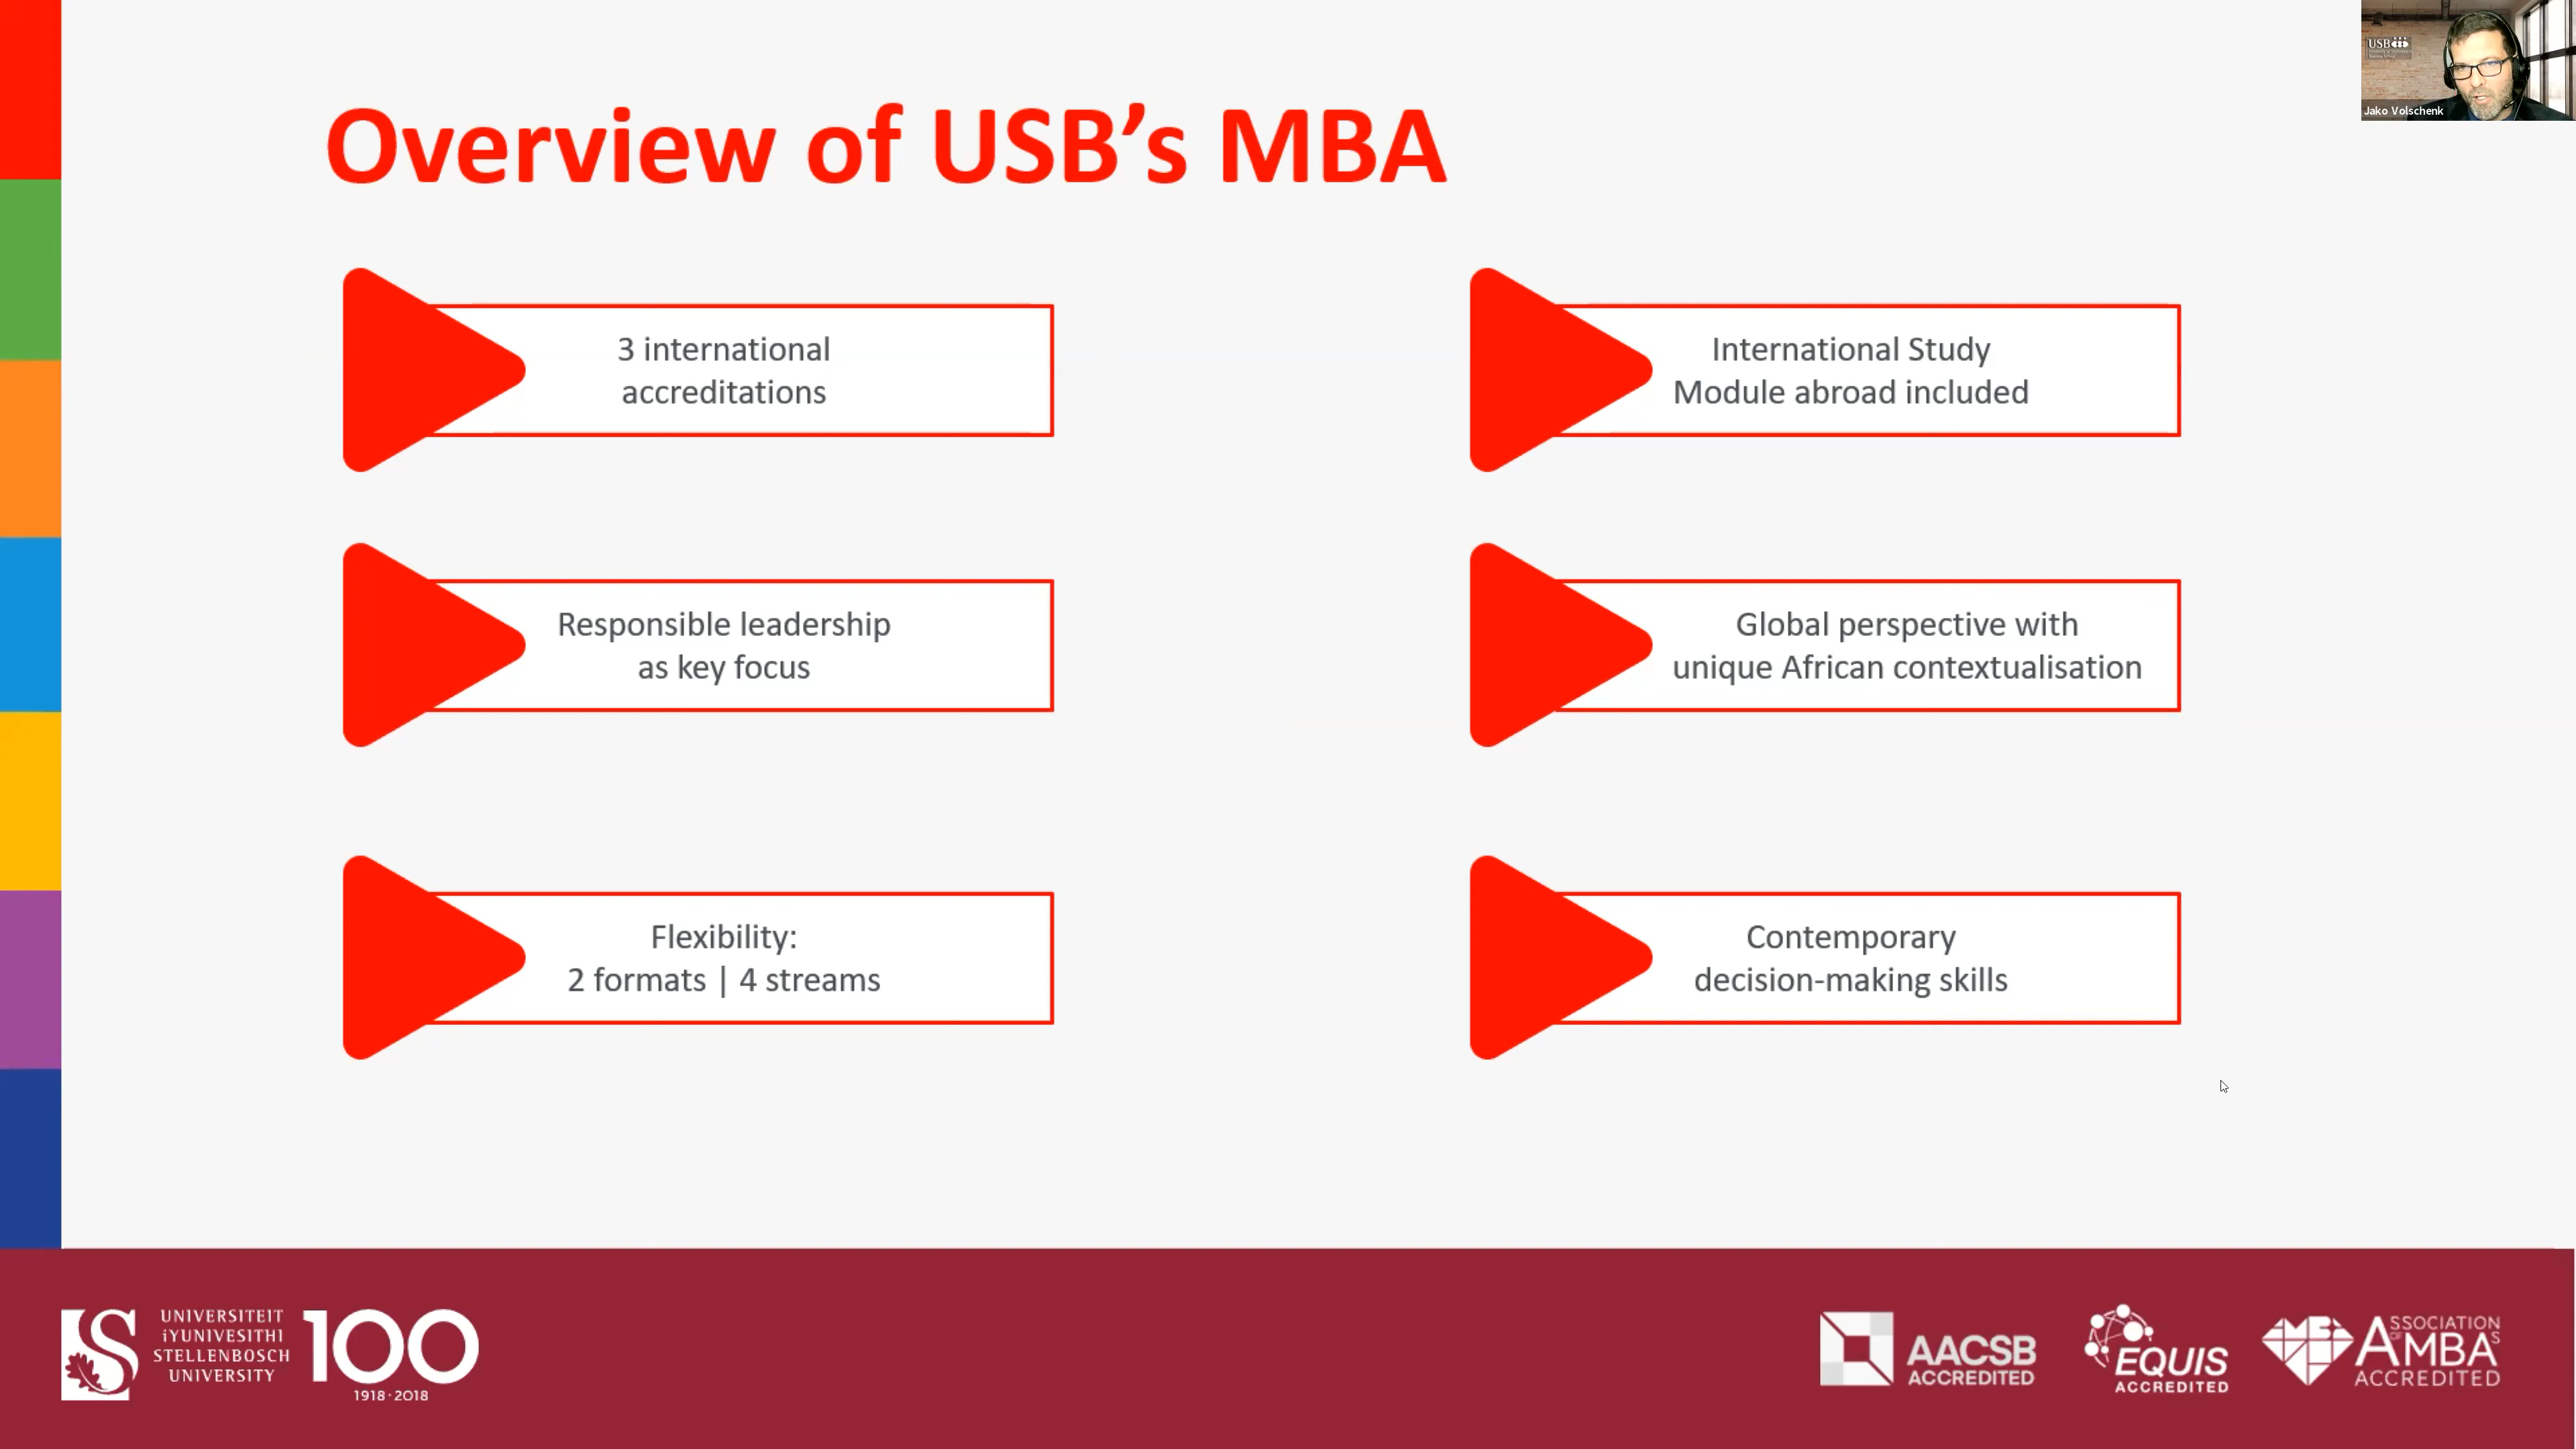 Overview of USB’s MBA
USB
Jako Volschenk
3 international
accreditations
International Study
Module abroad included
Responsible leadership
as key focus
Global perspective with
unique African contextualisation
Flexibility:
2 formats | 4 streams
Contemporary
decision-making skills
UNIVERSITEIT
iYUNIVESITHI
STELLENBOSCH
UNIVERSITY
100
1918·2018
AACSB
ACCREDITED
EQUIS
ACCREDITED
ASSOCIATION
OF MBAs
ACCREDITED